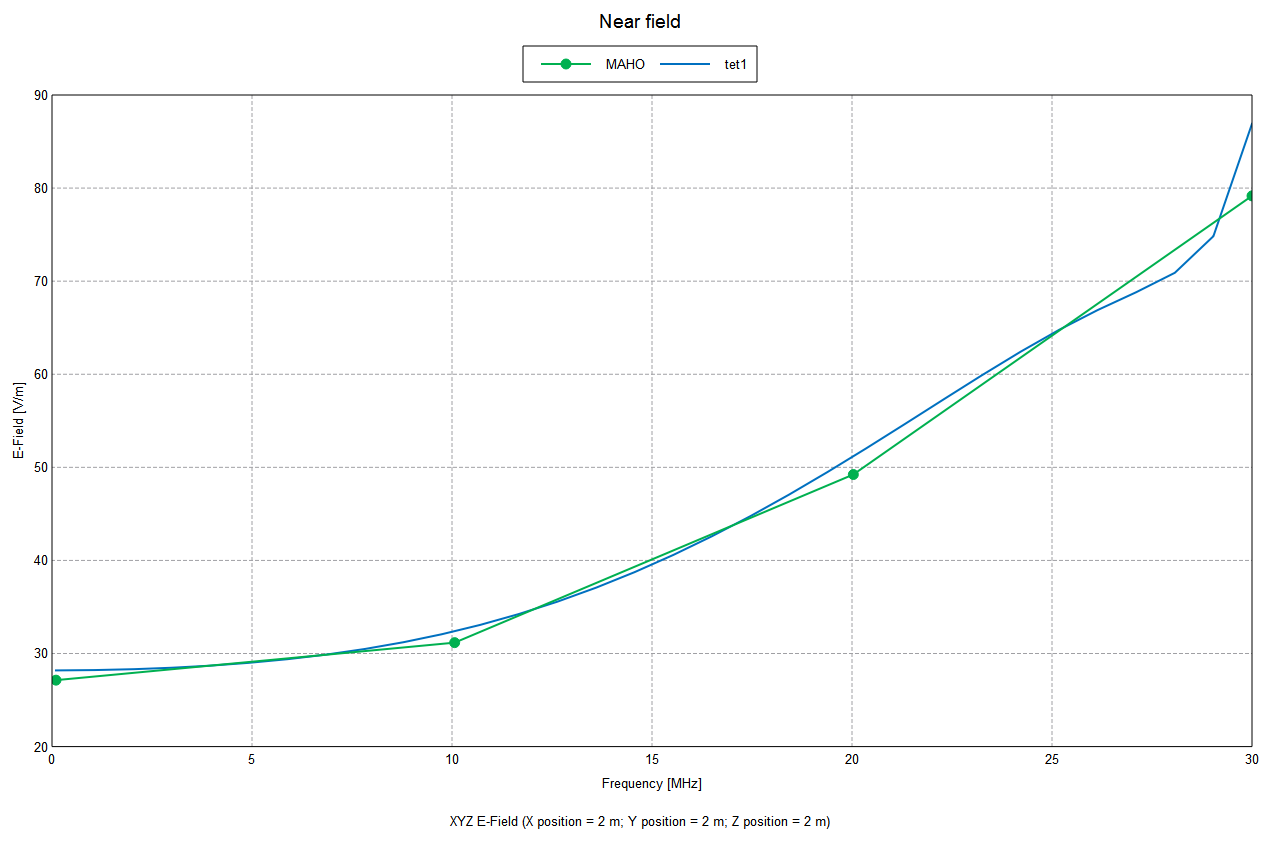 Near field
MAHO tet1
90
80
70
60
50
40
30
20
E-Field [V/m]
0 5 10 15 20 25 30
Frequency [MHz]
XYZ E-Field (X position = 2 m; Y position = 2 m; Z position = 2 m)